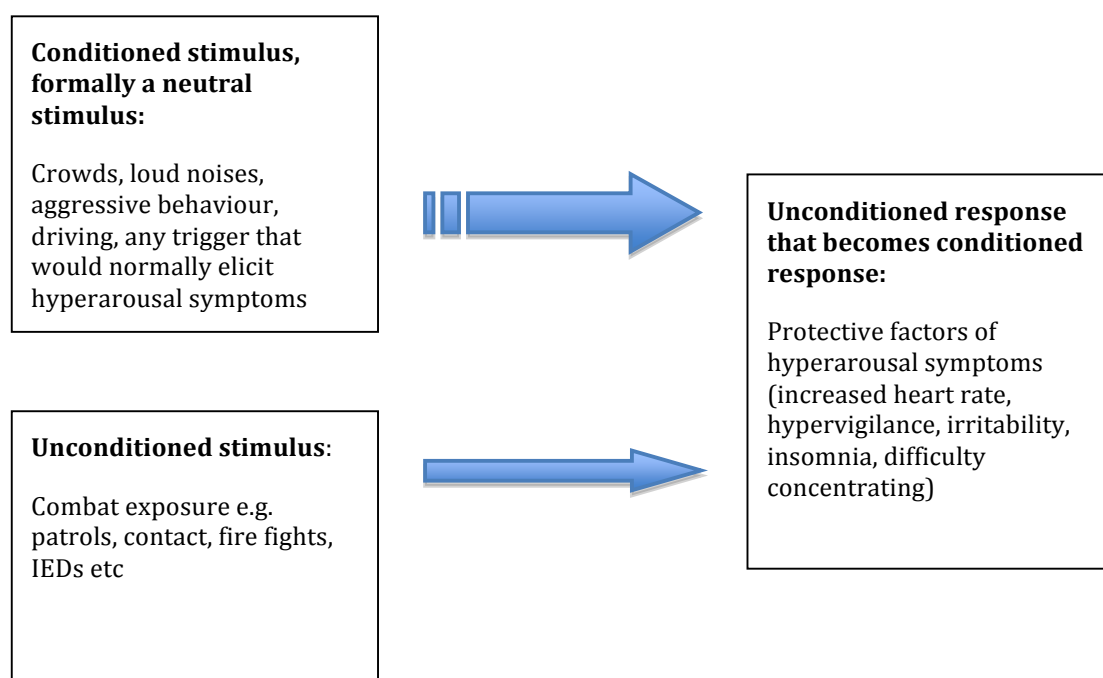 Conditioned stimulus,
formally a neutral
stimulus:
Crowds, loud noises,
aggressive behaviour,
driving, any trigger that
would normally elicit
hyperarousal symptoms
Unconditioned stimulus:
Combat exposure e.g.
patrols, contact, fire fights,
IEDs etc
Unconditioned response
that becomes conditioned
response:
Protective factors of
hyperarousal symptoms
(increased heart rate,
hypervigilance, irritability,
insomnia, difficulty
concentrating)